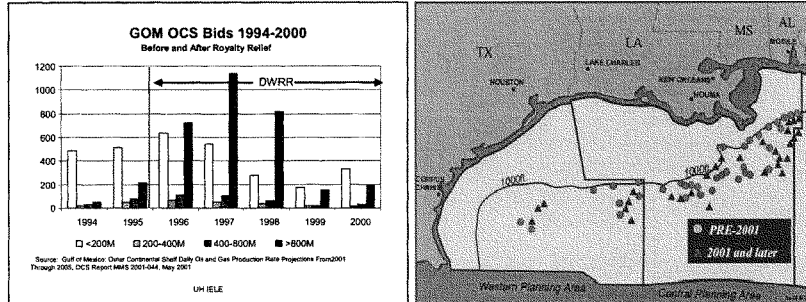 GOM OCS Bids 1994-2000
Before and After Royalty Relief
DWRR
1200
1000
800
600
400
200
0
1994 1995 1996 1997 1998 1999 2000
<200M 200-400M 400-800M >800M
Source: Gulf of Mexico: Outer Continental Shelf Daily Oil and Gas Production Rate Projections From 2001
Through 2005, OCS Report MMS 2001-044, May 2001
UH IELE
TX
LA
MS
AL
MOBILE
LAKE CHARLES
NEW ORLEANS
HOUSTON
HOUMA
CORPUS
CHRISTI
1000ft
1000ft
PRE-2001
2001 and later
Western Planning Area
Central Planning Area